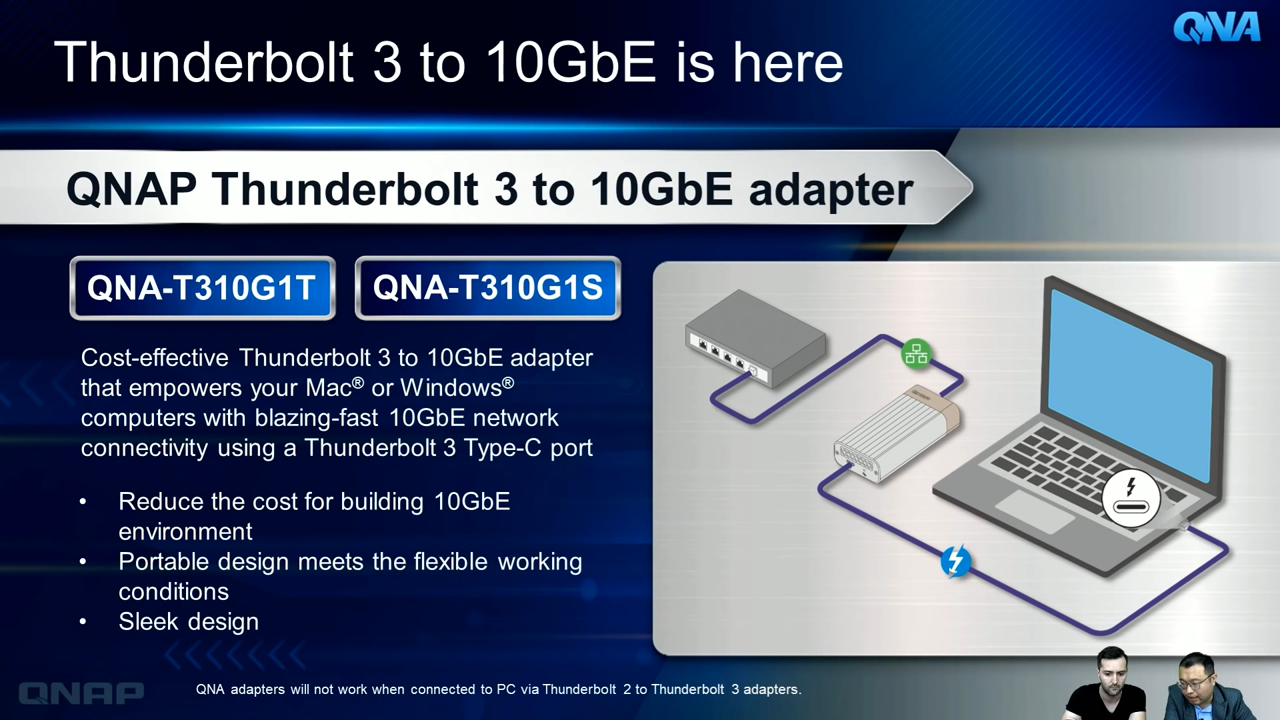 QNA
Thunderbolt 3 to 10GbE is here
QNAP Thunderbolt 3 to 10GbE adapter
QNA-T310G1T
QNA-T310G1S
Cost-effective Thunderbolt 3 to 10GbE adapter
that empowers your Mac® or Windows®
computers with blazing-fast 10GbE network
connectivity using a Thunderbolt 3 Type-C port
• Reduce the cost for building 10GbE
environment
• Portable design meets the flexible working
conditions
• Sleek design
QNAP
QNA adapters will not work when connected to PC via Thunderbolt 2 to Thunderbolt 3 adapters.